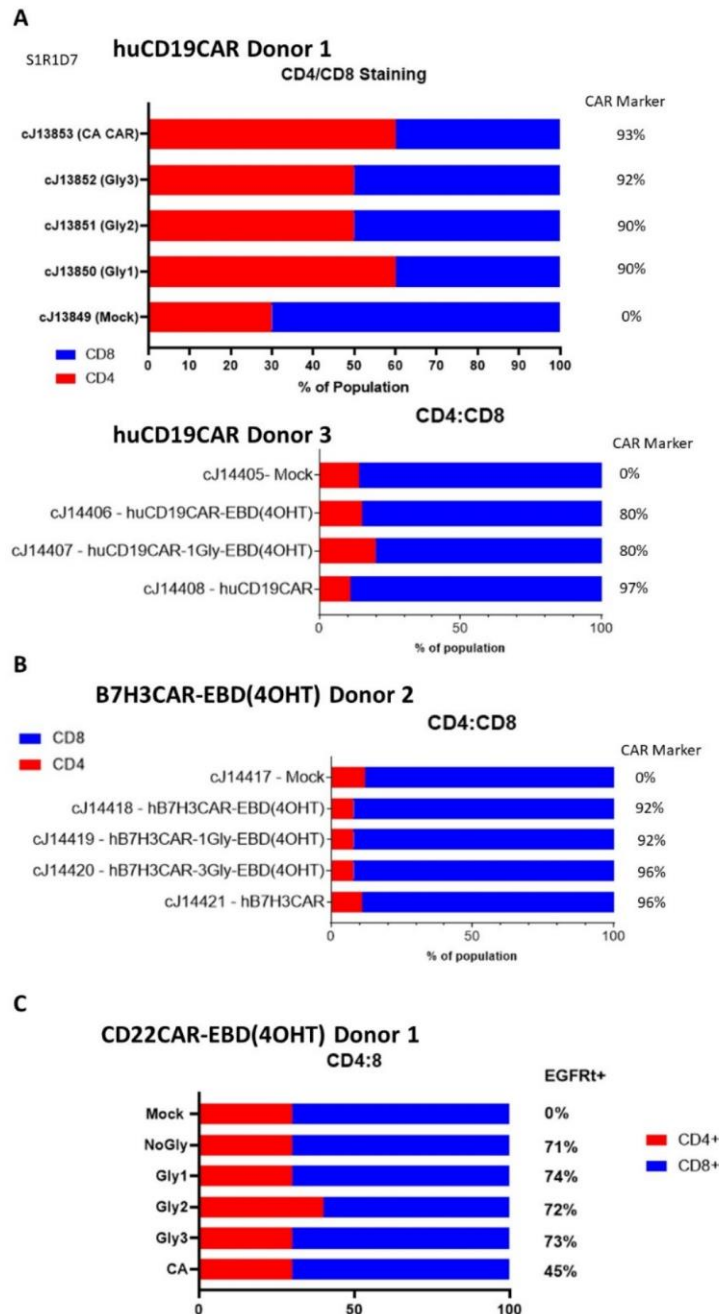 A
S1R1D7
huCD19CAR Donor 1
CD4/CD8 Staining
CAR Marker
cJ13853 (CA CAR) 93%
cJ13852 (Gly3) 92%
cJ13851 (Gly2) 90%
cJ13850 (Gly1) 90%
cJ13849 (Mock) 0%
CD8
CD4
0 10 20 30 40 50 60 70 80 90 100
% of Population
CD4:CD8
huCD19CAR Donor 3
CAR Marker
cJ14405- Mock 0%
cJ14406 - huCD19CAR-EBD(4OHT) 80%
cJ14407 - huCD19CAR-1Gly-EBD(4OHT) 80%
cJ14408 - huCD19CAR 97%
0 50 100
% of population
B
B7H3CAR-EBD(4OHT) Donor 2
CD4:CD8
CD8
CD4
CAR Marker
cJ14417 - Mock 0%
cJ14418 - hB7H3CAR-EBD(4OHT) 92%
cJ14419 - hB7H3CAR-1Gly-EBD(4OHT) 92%
cJ14420 - hB7H3CAR-3Gly-EBD(4OHT) 96%
cJ14421 - hB7H3CAR 96%
0 50 100
% of population
C
CD22CAR-EBD(4OHT) Donor 1
CD4:8
EGFRt+
Mock 0%
NoGly 71%
Gly1 74%
Gly2 72%
Gly3 73%
CA 45%
CD4+
CD8+
0 50 100